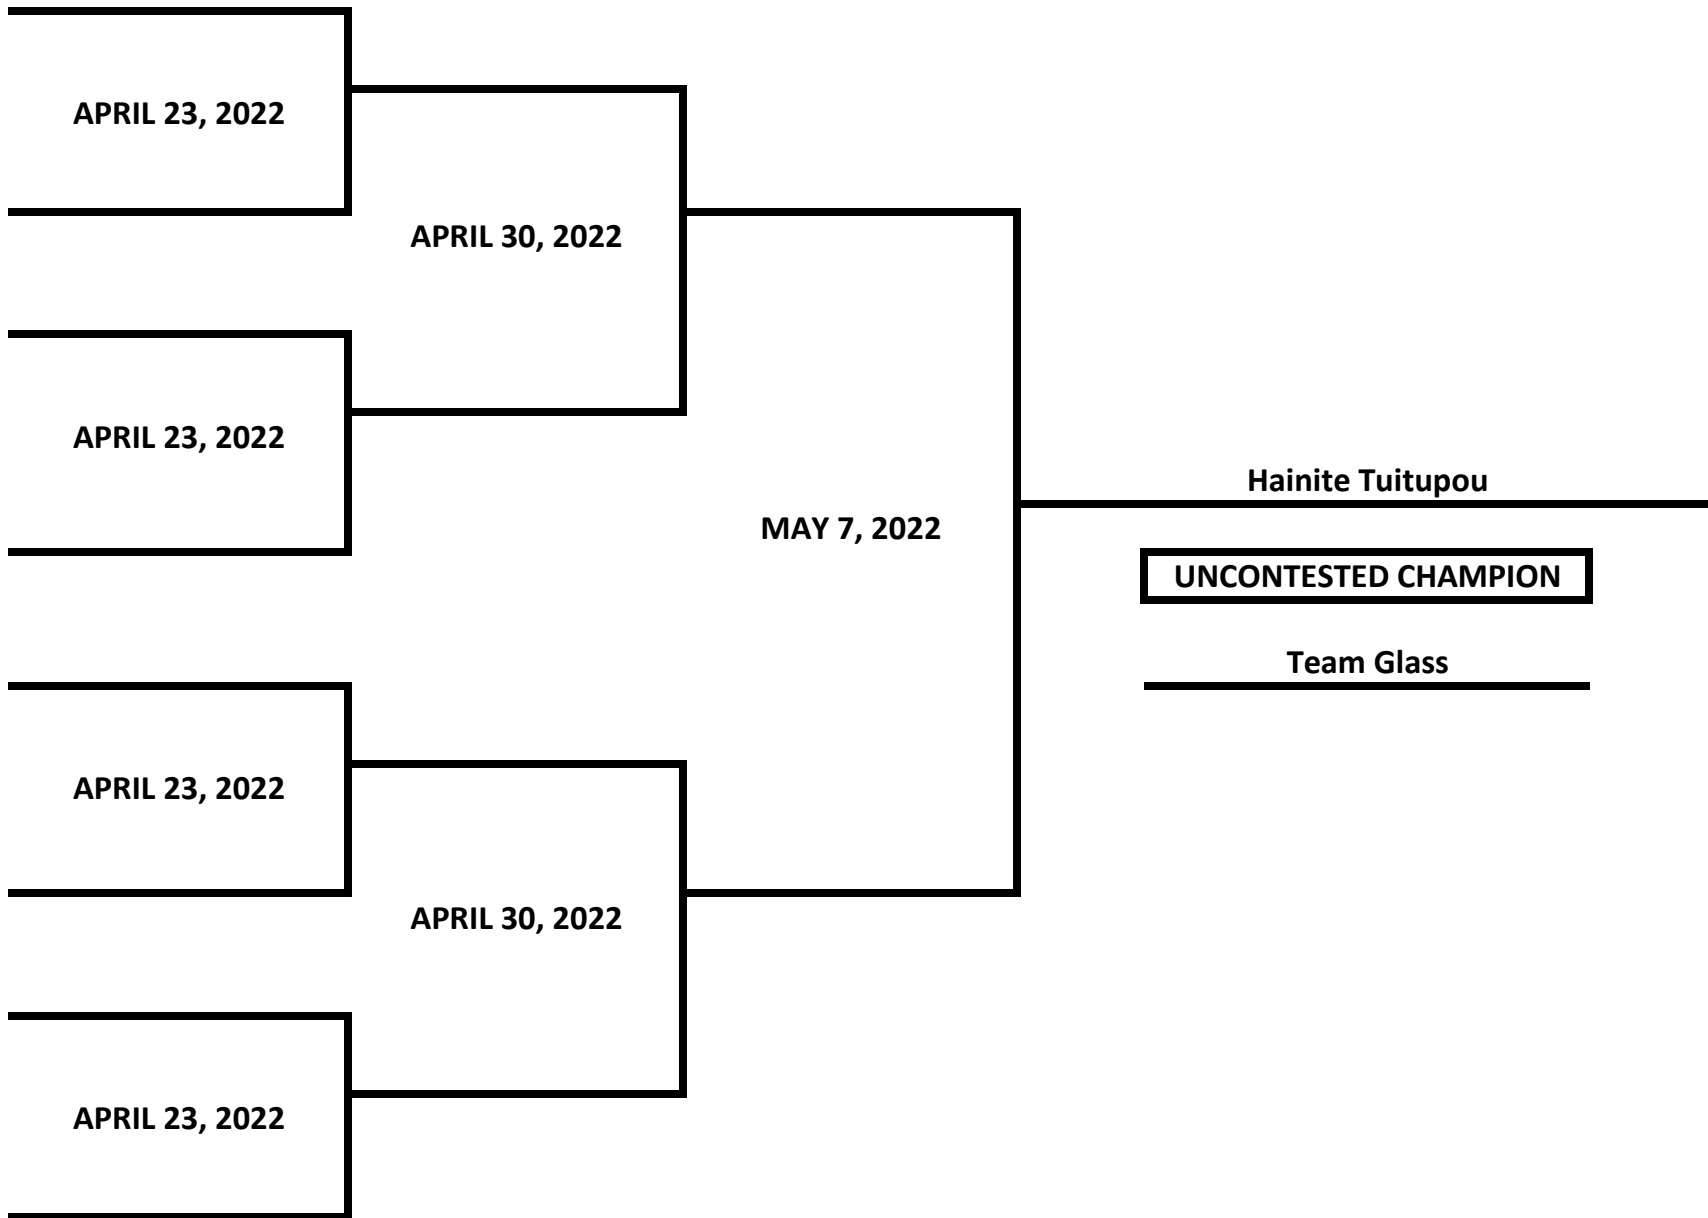 APRIL 23, 2022
APRIL 30, 2022
APRIL 23, 2022
Hainite Tuitupou
MAY 7, 2022
UNCONTESTED CHAMPION
Team Glass
APRIL 23, 2022
APRIL 30, 2022
APRIL 23, 2022